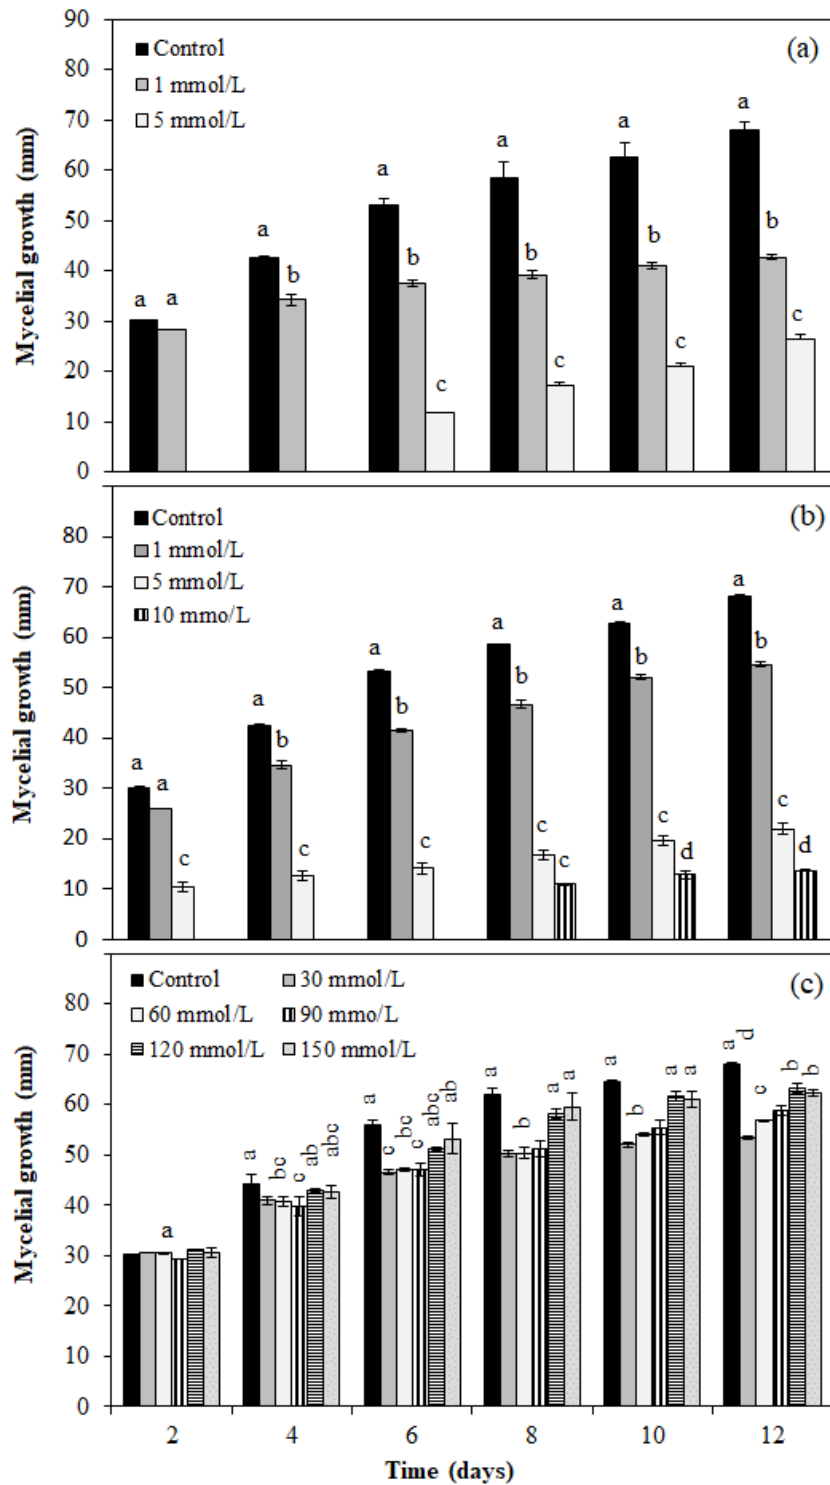 90
80
70
60
50
40
30
20
10
0
Mycelial growth (mm)
(a)
Control
1 mmol/L
5 mmol/L
a a
a b
a b c
a b c
a b c
a b c
80
70
60
50
40
30
20
10
0
Mycelial growth (mm)
(b)
Control
1 mmol/L
5 mmol/L
10 mmo/L
a a c
a b c
a b c
a b c c
a b c d
a b c d
80
70
60
50
40
30
20
10
0
Mycelial growth (mm)
(c)
Control 30 mmol/L
60 mmol/L 90 mmo/L
120 mmol/L 150 mmol/L
a
a bc c ab abc
a c bc c abc ab
a b a a
a b a a
a d c b b
2 4 6 8 10 12
Time (days)